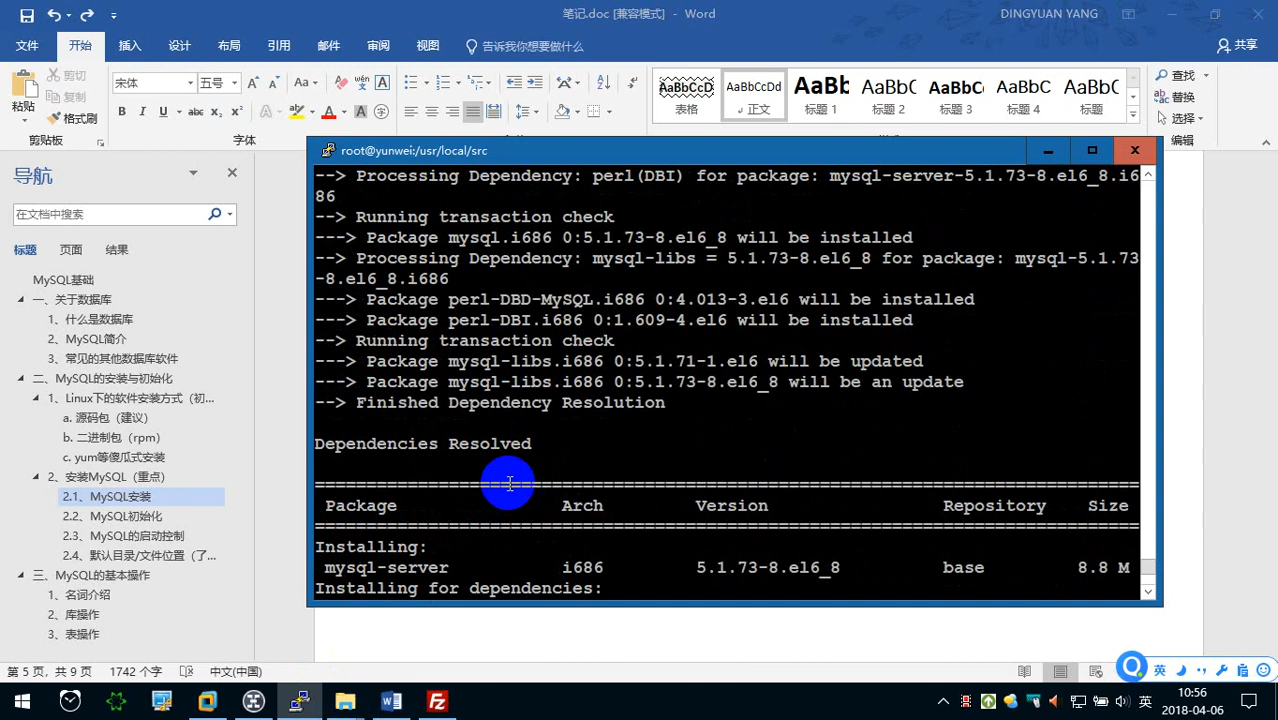 笔记.doc [兼容模式] - Word
DINGYUAN YANG
文件 开始 插入 设计 布局 引用 邮件 审阅 视图 告诉我你想要做什么 共享
粘贴
剪切
复制
格式刷
剪贴板
宋体 五号
字体
AaBbCcD AaBbCcDd AaBb AaBbC AaBbC AaBbC AaBbC
表格 正文 标题 1 标题 2 标题 3 标题 4 标题
查找
替换
选择
编辑
导航
在文档中搜索
标题 页面 结果
MySQL基础
一、关于数据库
1、什么是数据库
2、MySQL简介
3、常见的其他数据库软件
二、MySQL的安装与初始化
1、Linux下的软件安装方式（初...
a. 源码包（建议）
b. 二进制包（rpm）
c. yum等傻瓜式安装
2、安装MySQL（重点）
2.1、MySQL安装
2.2、MySQL初始化
2.3、MySQL的启动控制
2.4、默认目录/文件位置（了...
三、MySQL的基本操作
1、名词介绍
2、库操作
3、表操作
root@yunwei:/usr/local/src
--> Processing Dependency: perl(DBI) for package: mysql-server-5.1.73-8.el6_8.i6
86
--> Running transaction check
---> Package mysql.i686 0:5.1.73-8.el6_8 will be installed
--> Processing Dependency: mysql-libs = 5.1.73-8.el6_8 for package: mysql-5.1.73
-8.el6_8.i686
---> Package perl-DBD-MySQL.i686 0:4.013-3.el6 will be installed
---> Package perl-DBI.i686 0:1.609-4.el6 will be installed
--> Running transaction check
---> Package mysql-libs.i686 0:5.1.71-1.el6 will be updated
---> Package mysql-libs.i686 0:5.1.73-8.el6_8 will be an update
--> Finished Dependency Resolution
Dependencies Resolved
================================================================================
Package Arch Version Repository Size
================================================================================
Installing:
mysql-server i686 5.1.73-8.el6_8 base 8.8 M
Installing for dependencies:
第 5 页，共 9 页 1742 个字 中文(中国)
英
英
10:56
2018-04-06